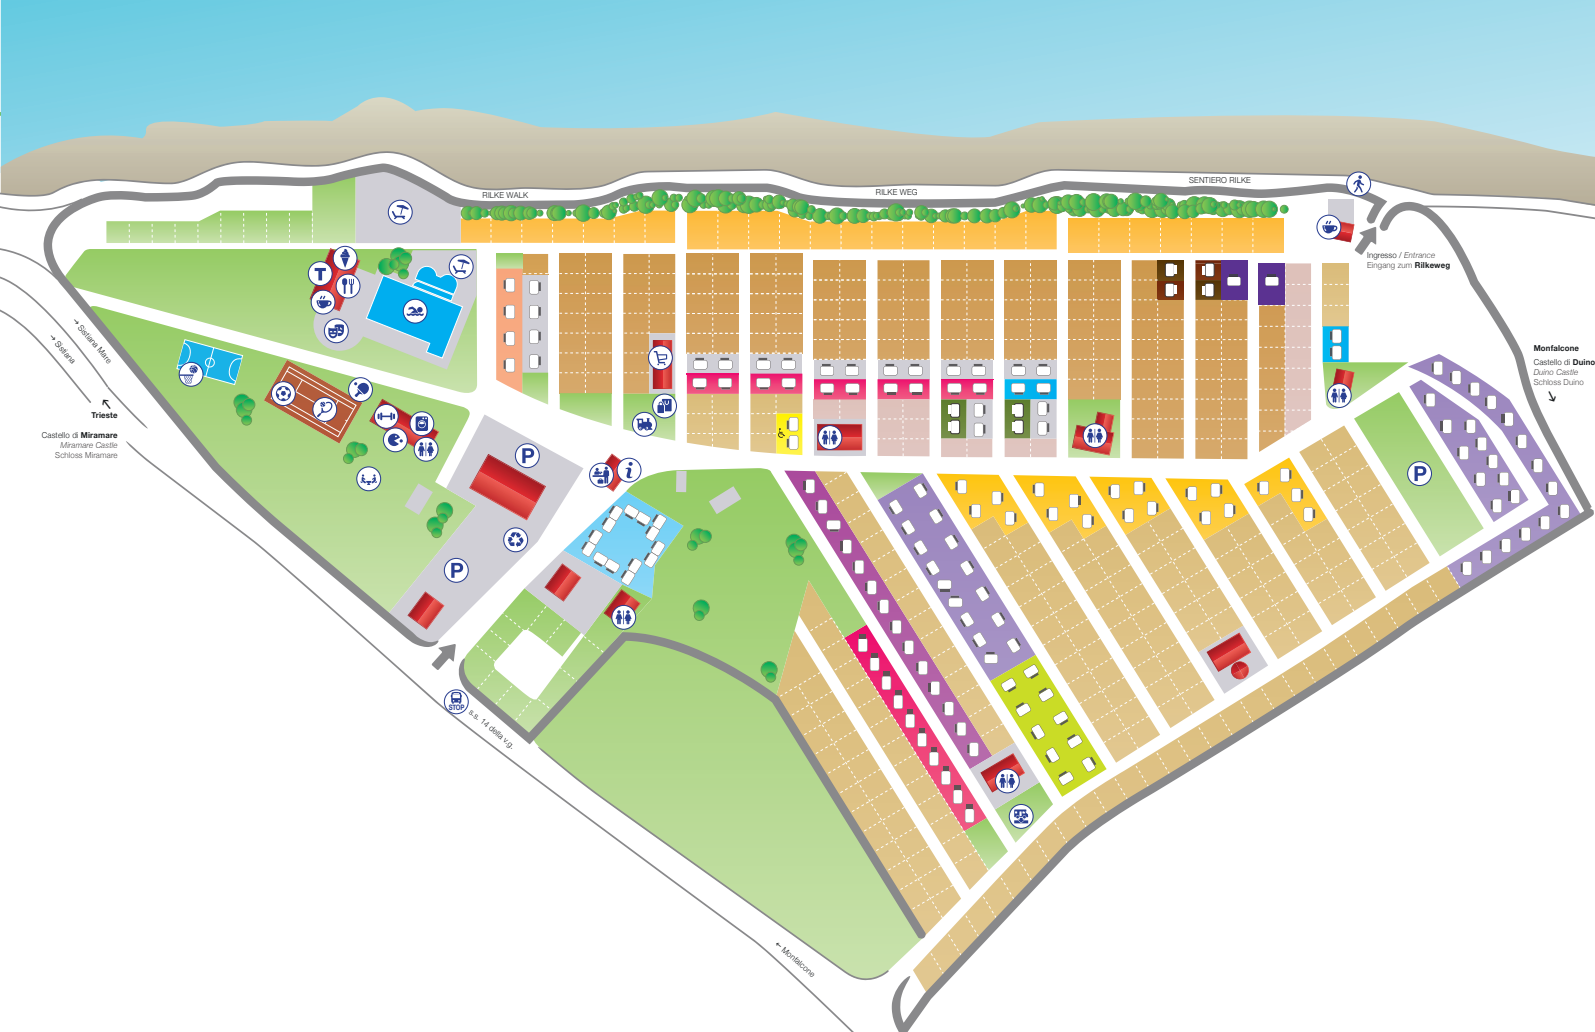 RILKE WALK
RILKE WEG
SENTIERO RILKE
Ingresso / Entrance
Eingang zum Rilkeweg
T
→ Sistiana Mare
→ Sistiana
Trieste
Castello di Miramare
Miramare Castle
Schloss Miramare
Monfalcone
Castello di Duino
Duino Castle
Schloss Duino
P
i
P
P
STOP
s.s. 14 della v.g.
← Monfalcone